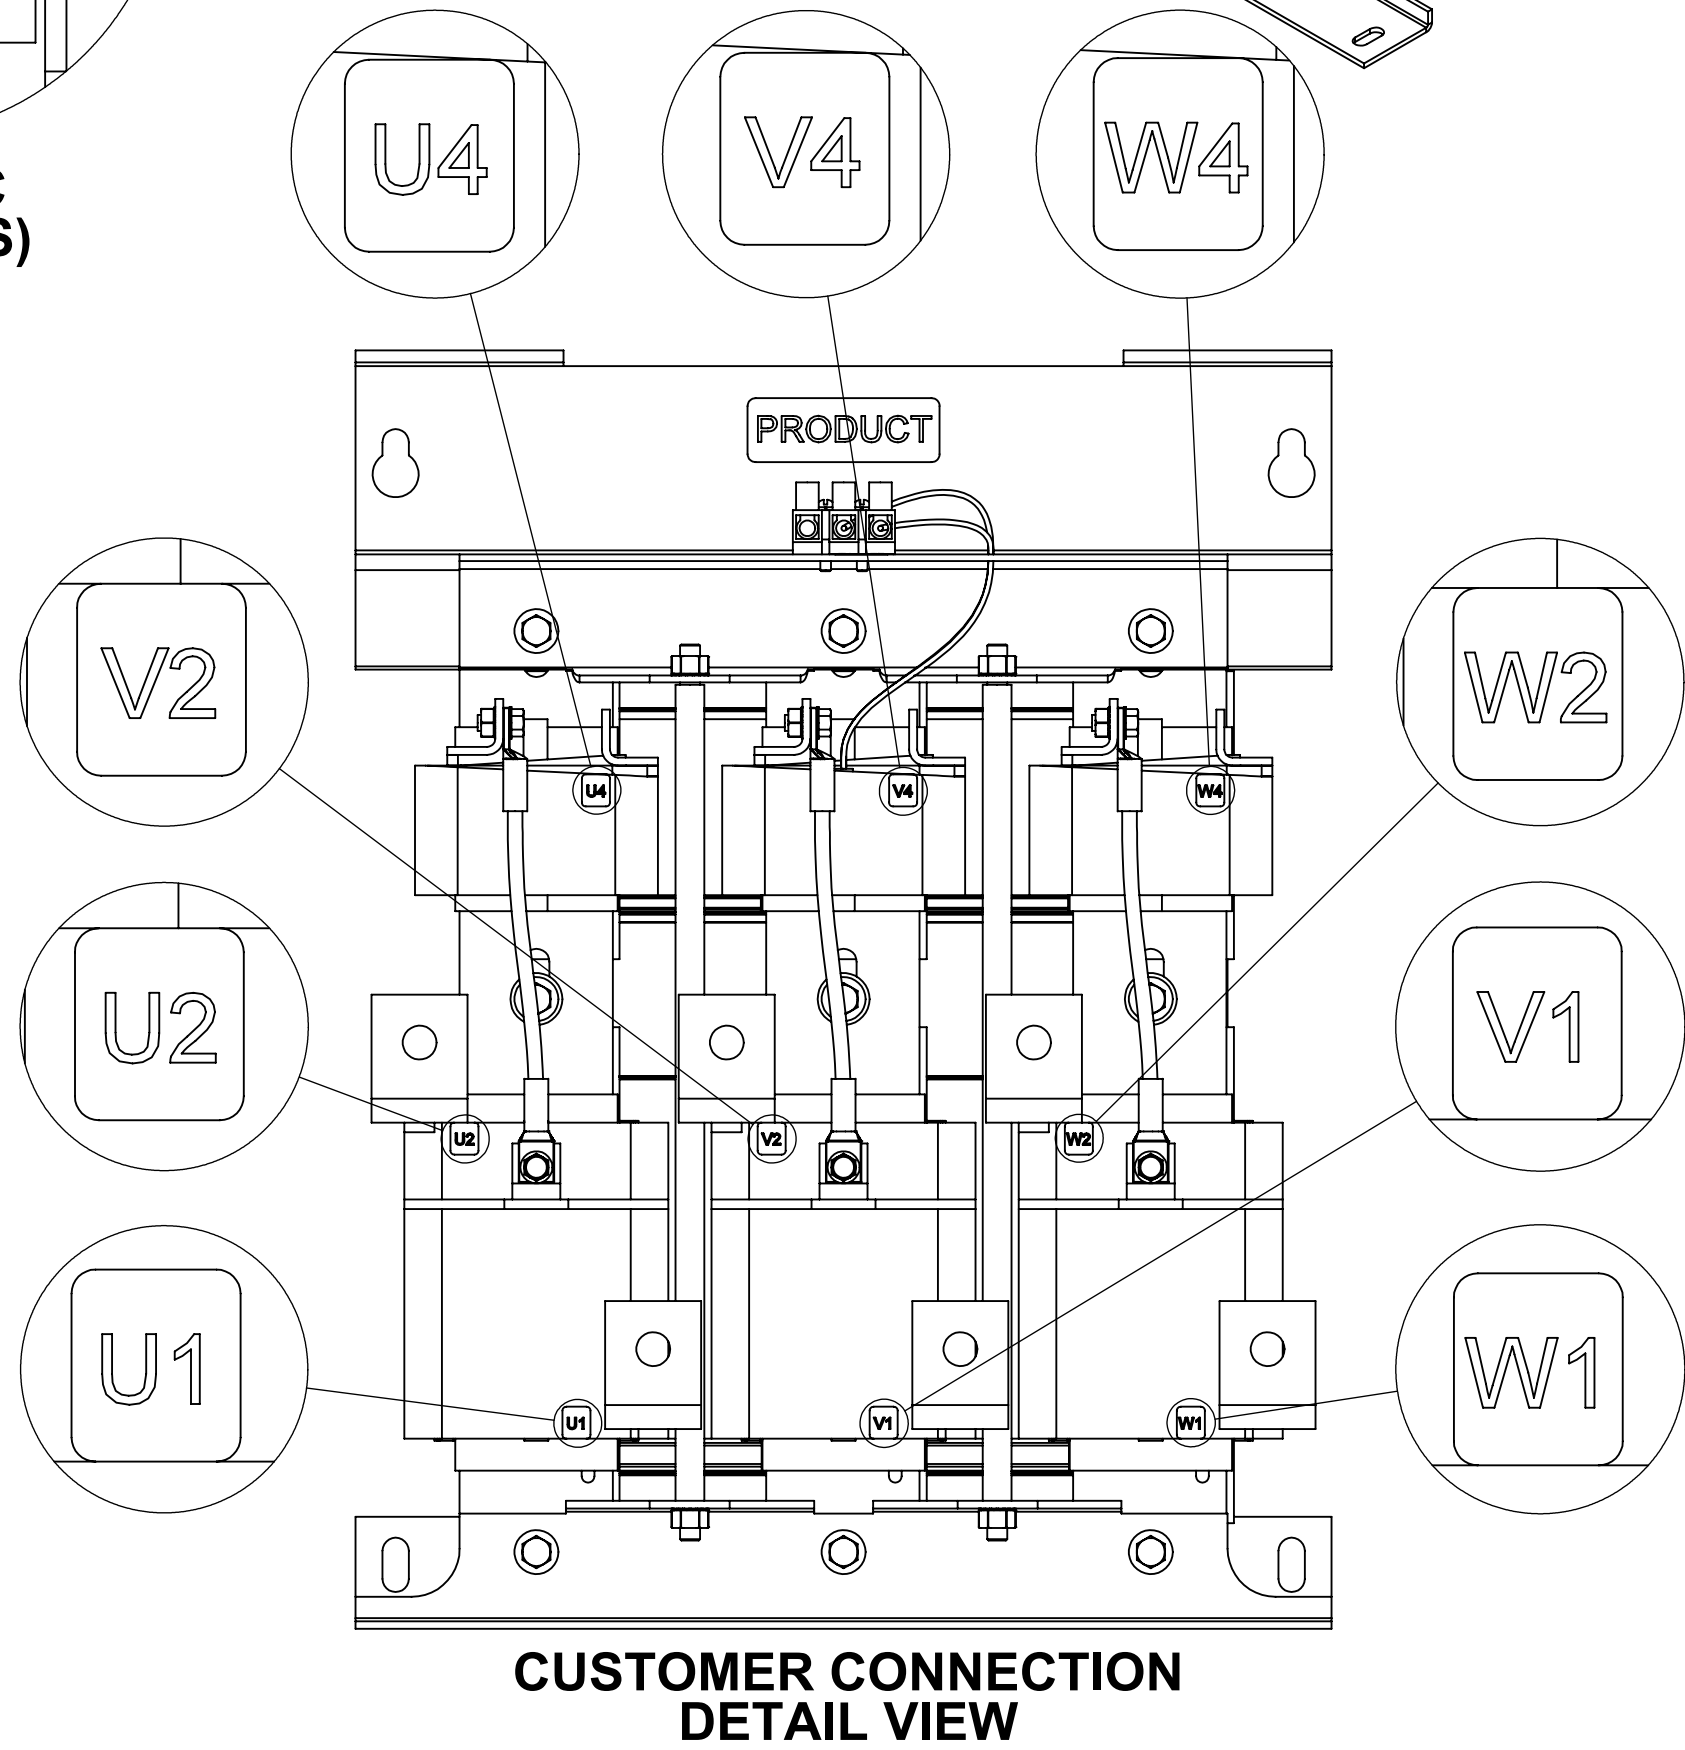 U4 V4 W4
C
S)
PRODUCT
V2 W2
U4 V4 W4
U2 V1
U2 V2 W2
U1 W1
U1 V1 W1
CUSTOMER CONNECTION
DETAIL VIEW